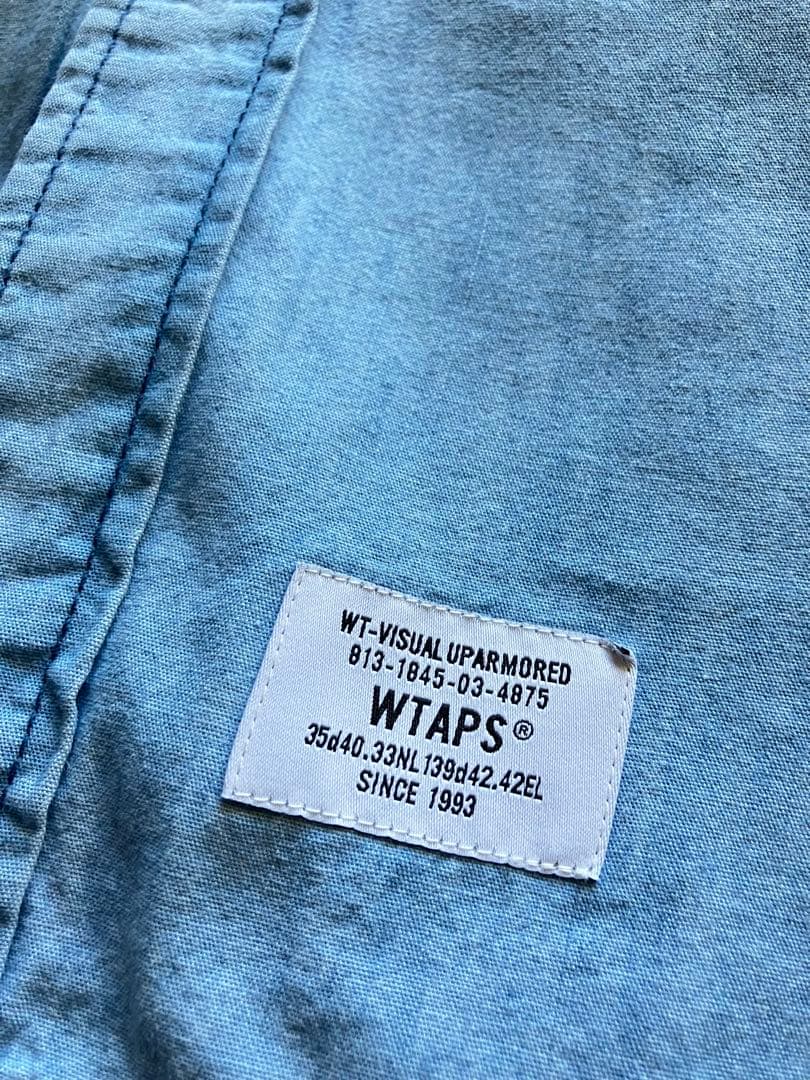 WT-VISUAL UPARMORED
813-1845-03-4875
WTAPS®
35d40.33NL139d42.42EL
SINCE 1993